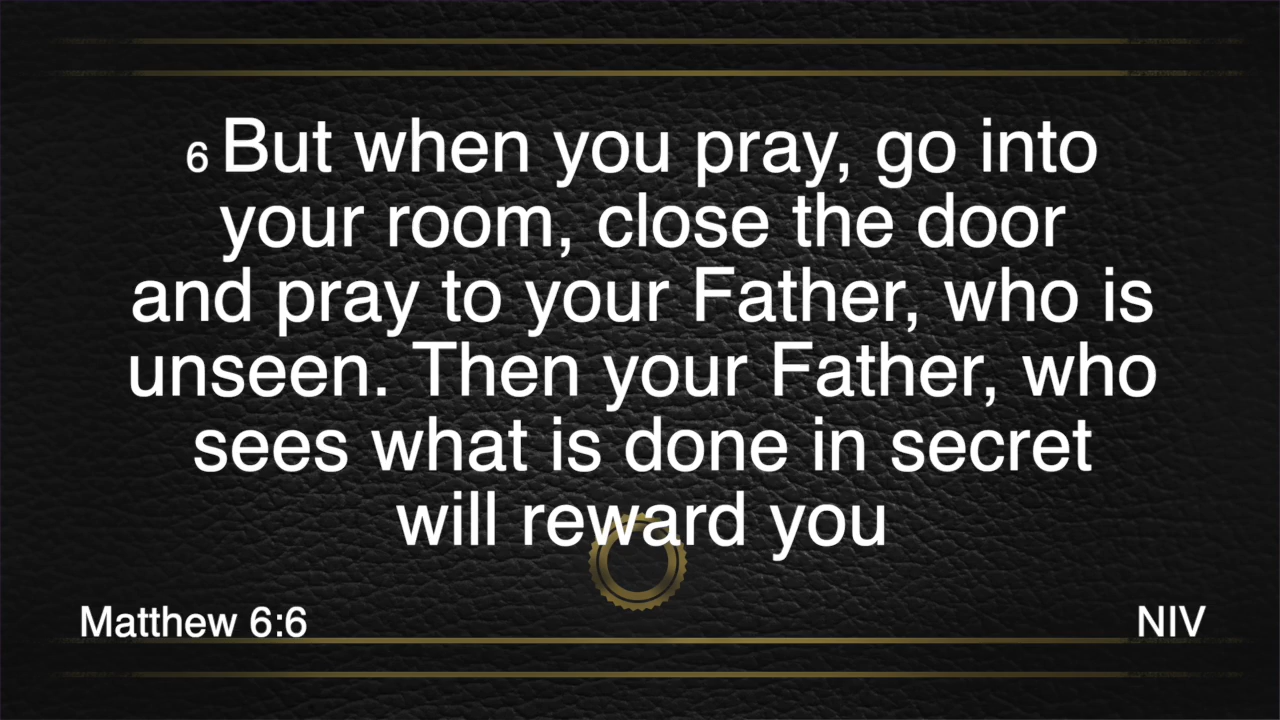 6 But when you pray, go into
your room, close the door
and pray to your Father, who is
unseen. Then your Father, who
sees what is done in secret
will reward you
Matthew 6:6
NIV